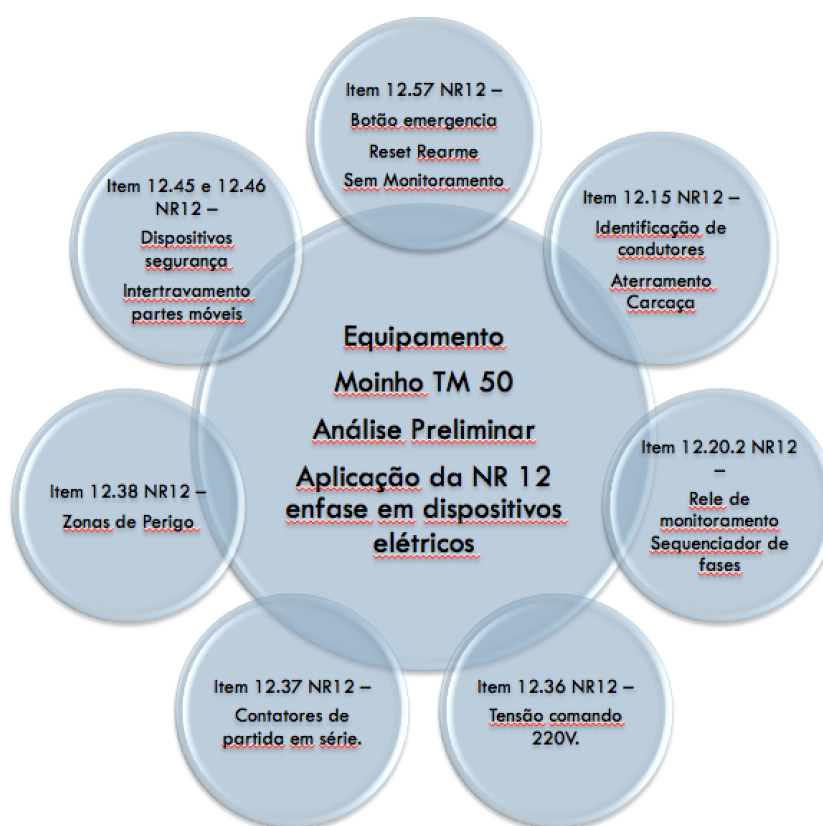 Item 12.57 NR12 –
Botão emergencia
Reset Rearme
Sem Monitoramento
Item 12.15 NR12 –
Identificação de
condutores
Aterramento
Carcaça
Item 12.20.2 NR12
–
Rele de
monitoramento
Sequenciador de
fases
Item 12.36 NR12 –
Tensão comando
220V.
Item 12.37 NR12 –
Contatores de
partida em série.
Item 12.38 NR12 –
Zonas de Perigo
Item 12.45 e 12.46
NR12 –
Dispositivos
segurança
Intertravamento
partes móveis
Equipamento
Moinho TM 50
Análise Preliminar
Aplicação da NR 12
enfase em dispositivos
elétricos